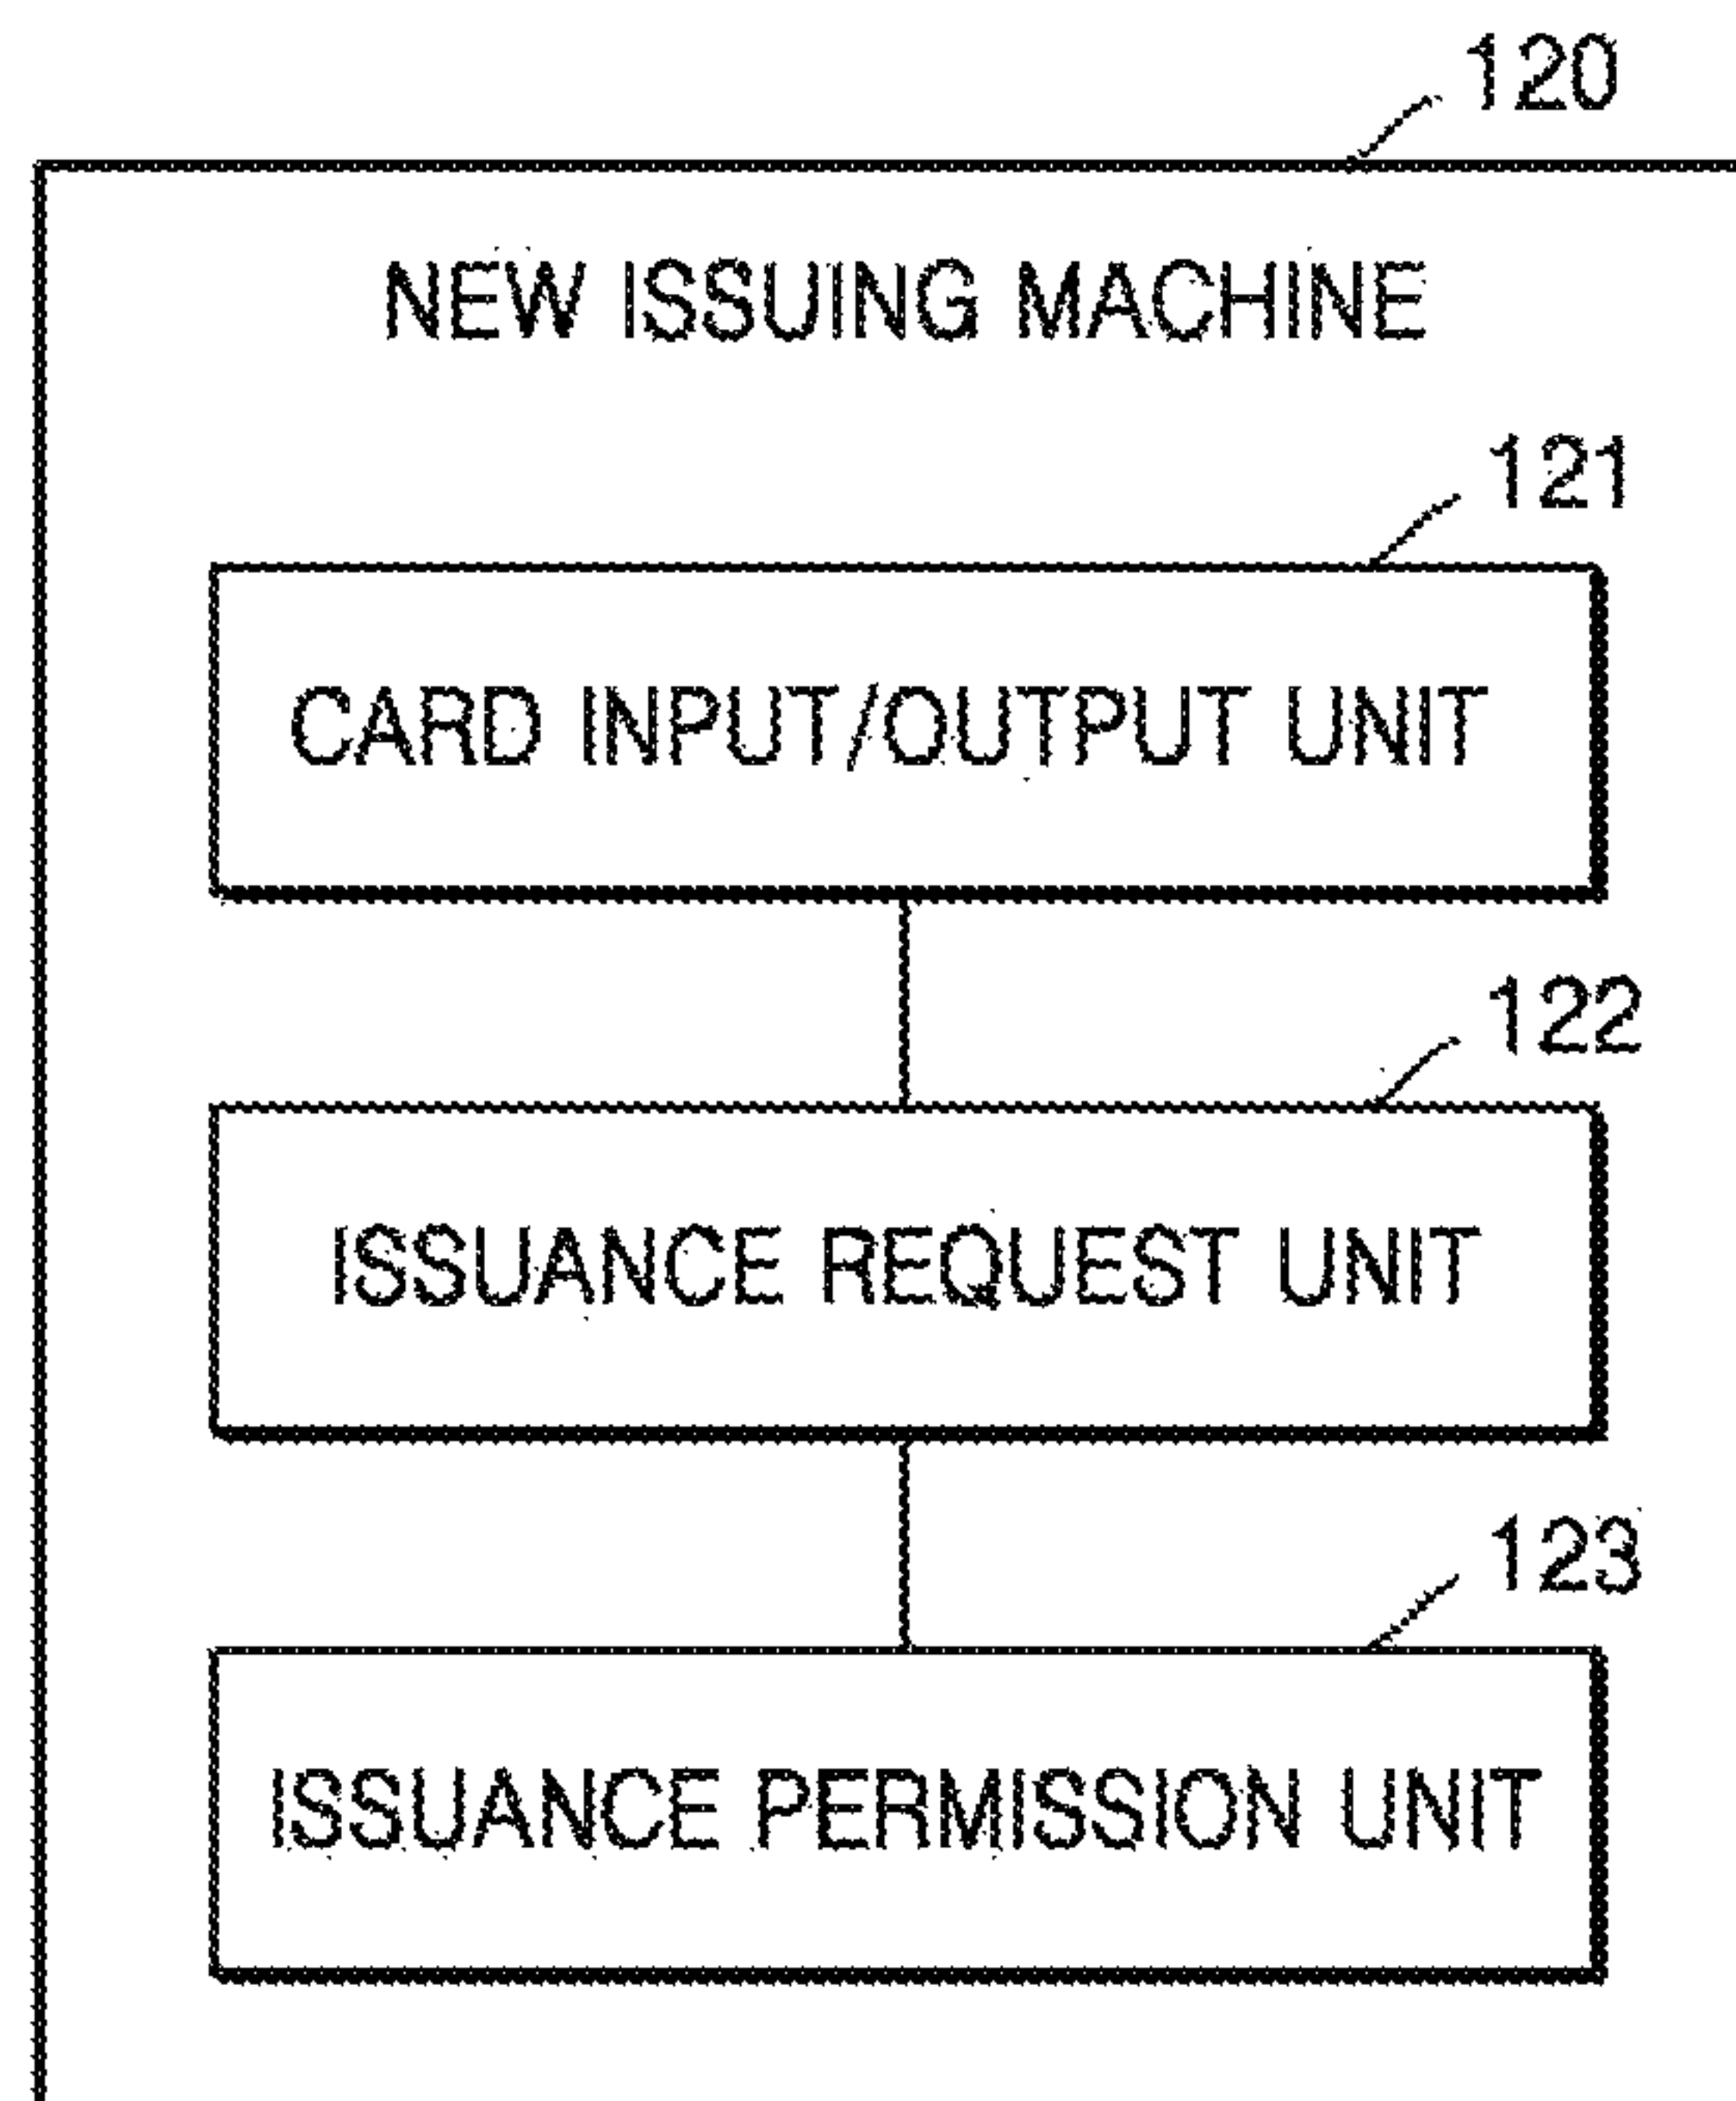 120
NEW ISSUING MACHINE
121
CARD INPUT/OUTPUT UNIT
122
ISSUANCE REQUEST UNIT
123
ISSUANCE PERMISSION UNIT